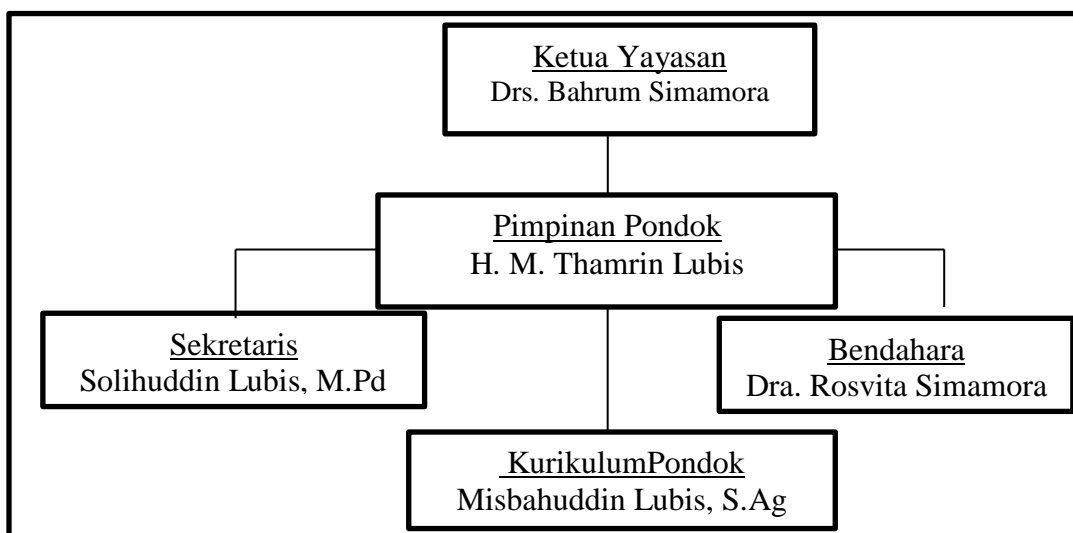 Ketua Yayasan
Drs. Bahrum Simamora
Pimpinan Pondok
H. M. Thamrin Lubis
Sekretaris
Solihuddin Lubis, M.Pd
Bendahara
Dra. Rosvita Simamora
KurikulumPondok
Misbahuddin Lubis, S.Ag